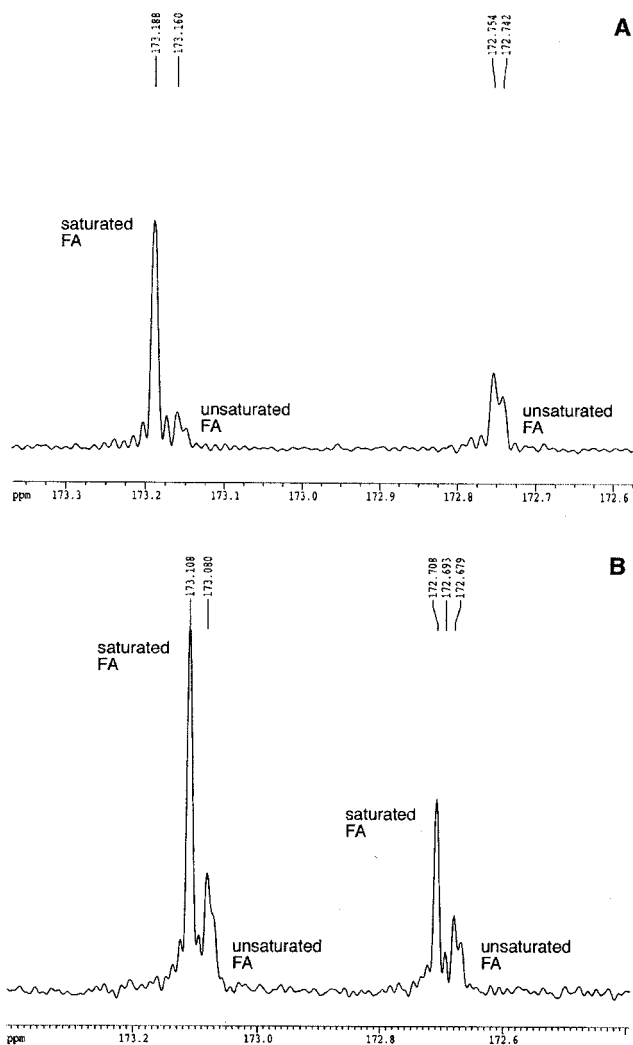 A
173.188
173.160
172.754
172.742
saturated
FA
unsaturated
FA
unsaturated
FA
ppm 173.3 173.2 173.1 173.0 172.9 172.8 172.7 172.6
B
173.108
173.080
172.708
172.693
172.679
saturated
FA
saturated
FA
unsaturated
FA
unsaturated
FA
ppm 173.2 173.0 172.8 172.6